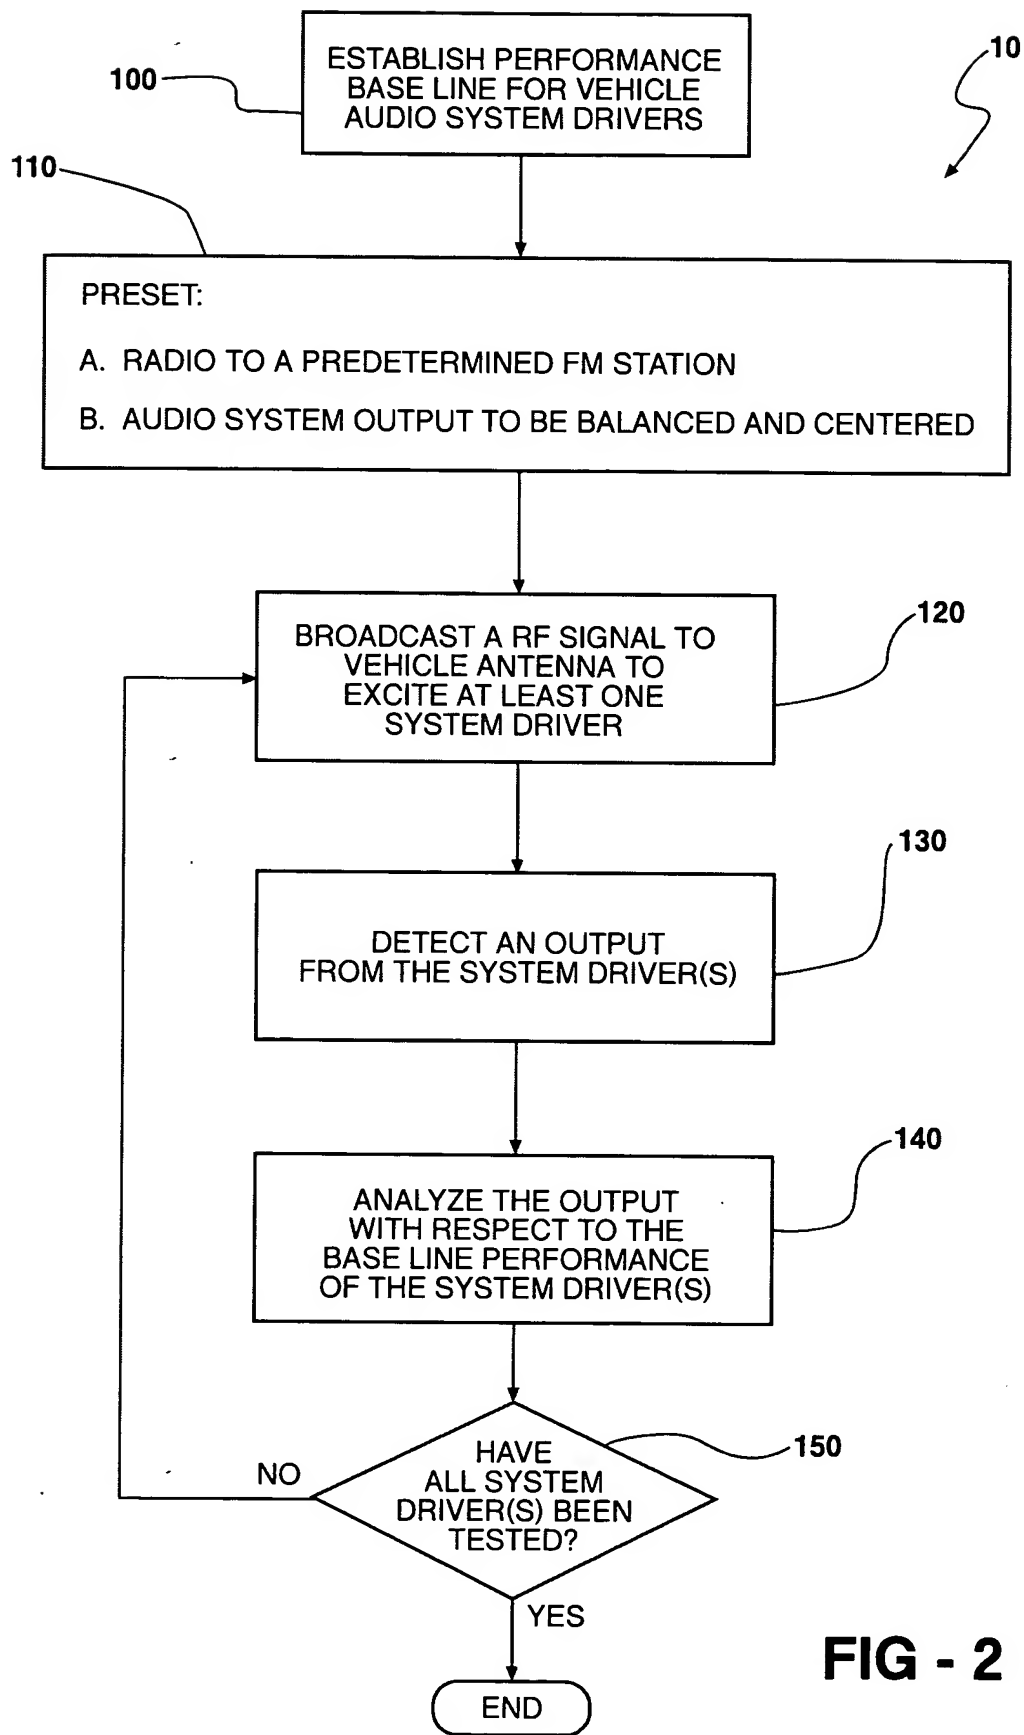 ESTABLISH PERFORMANCE
BASE LINE FOR VEHICLE
AUDIO SYSTEM DRIVERS
100
10
110
PRESET:
A. RADIO TO A PREDETERMINED FM STATION
B. AUDIO SYSTEM OUTPUT TO BE BALANCED AND CENTERED
BROADCAST A RF SIGNAL TO
VEHICLE ANTENNA TO
EXCITE AT LEAST ONE
SYSTEM DRIVER
120
DETECT AN OUTPUT
FROM THE SYSTEM DRIVER(S)
130
ANALYZE THE OUTPUT
WITH RESPECT TO THE
BASE LINE PERFORMANCE
OF THE SYSTEM DRIVER(S)
140
HAVE
ALL SYSTEM
DRIVER(S) BEEN
TESTED?
150
NO
YES
END
FIG - 2